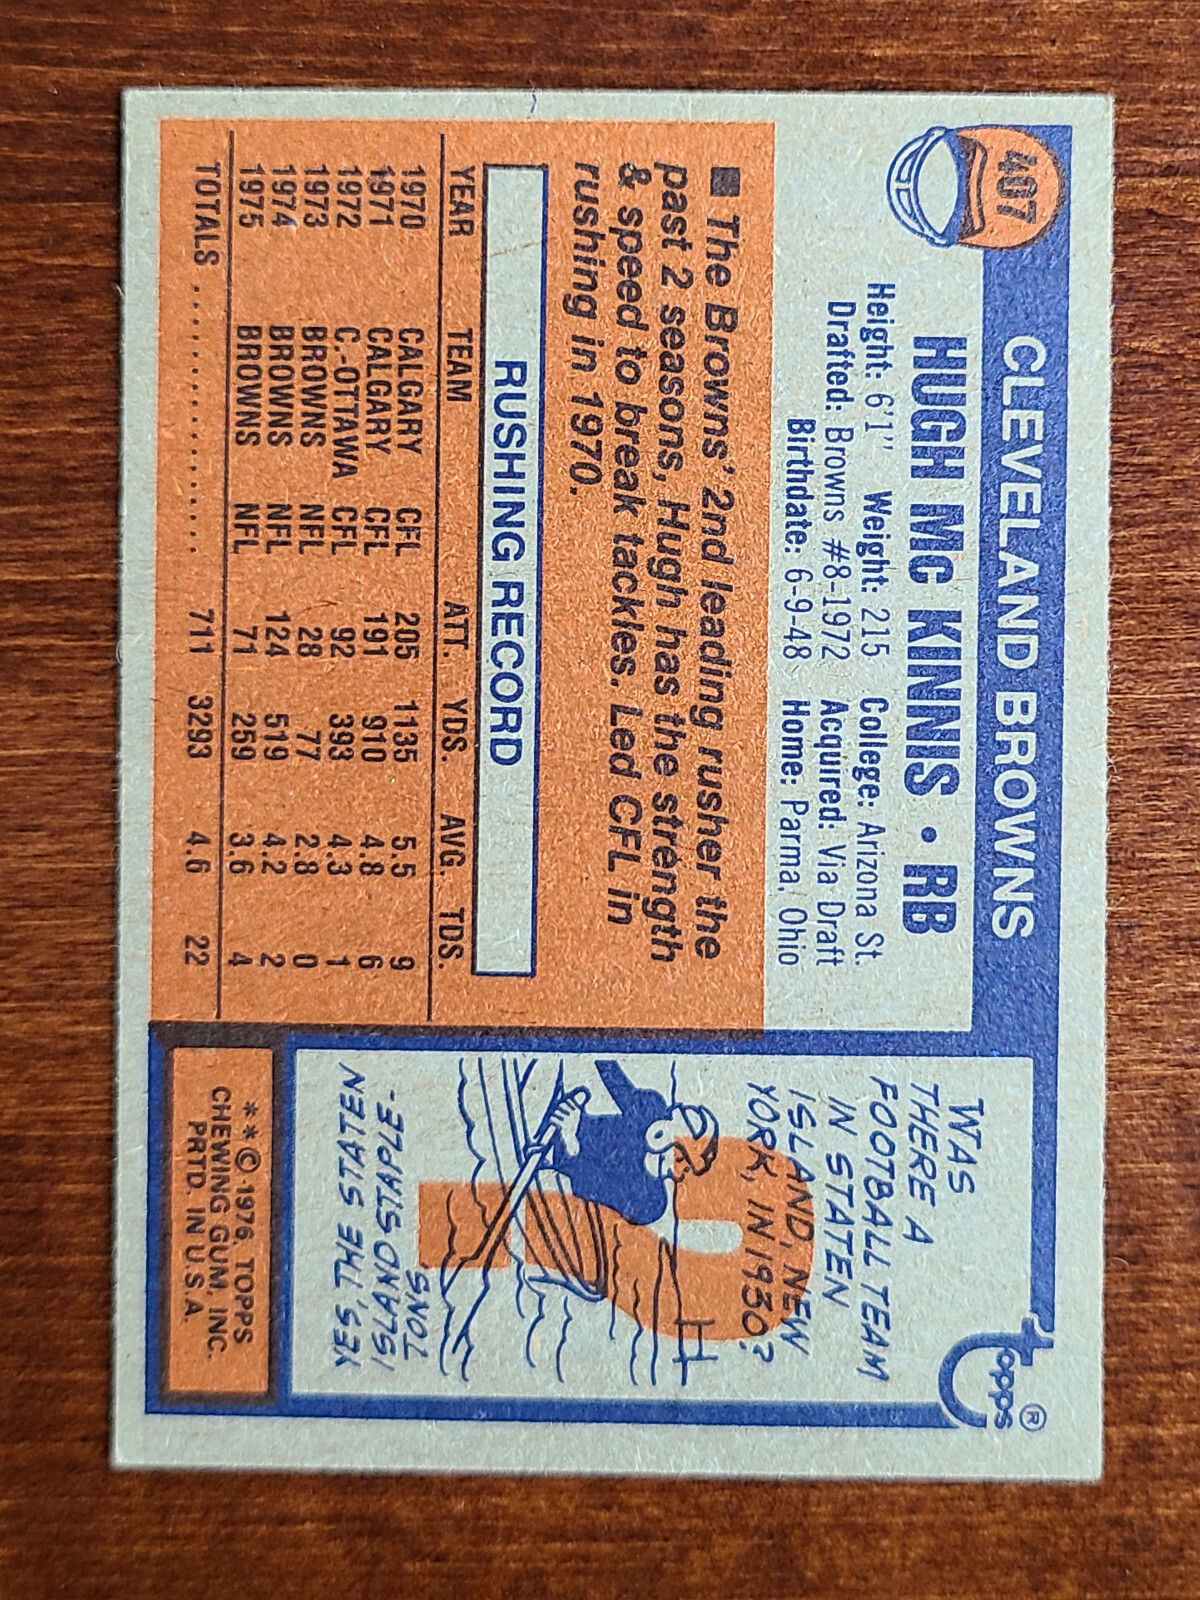 407
CLEVELAND BROWNS
HUGH Mc KINNIS • RB
Height: 6'1" Weight: 215 College: Arizona St.
Drafted: Browns #8-1972 Acquired: Via Draft
Birthdate: 6-9-48 Home: Parma, Ohio
■ The Browns' 2nd leading rusher the
past 2 seasons, Hugh has the strength
& speed to break tackles. Led CFL in
rushing in 1970.
RUSHING RECORD
YEAR TEAM ATT. YDS. AVG. TDS.
1970 CALGARY CFL 205 1135 5.5 9
1971 CALGARY CFL 191 910 4.8 6
1972 C.-OTTAWA CFL 92 393 4.3 1
1973 BROWNS NFL 28 77 2.8 0
1974 BROWNS NFL 124 519 4.2 2
1975 BROWNS NFL 71 259 3.6 4
TOTALS .................. 711 3293 4.6 22
topps ®
WAS
THERE A
FOOTBALL TEAM
IN STATEN
ISLAND, NEW
YORK, IN 1930?
YES, THE STATEN
ISLAND STAPLE-
TONS.
** © 1976 TOPPS
CHEWING GUM, INC.
PRTD. IN U.S.A.